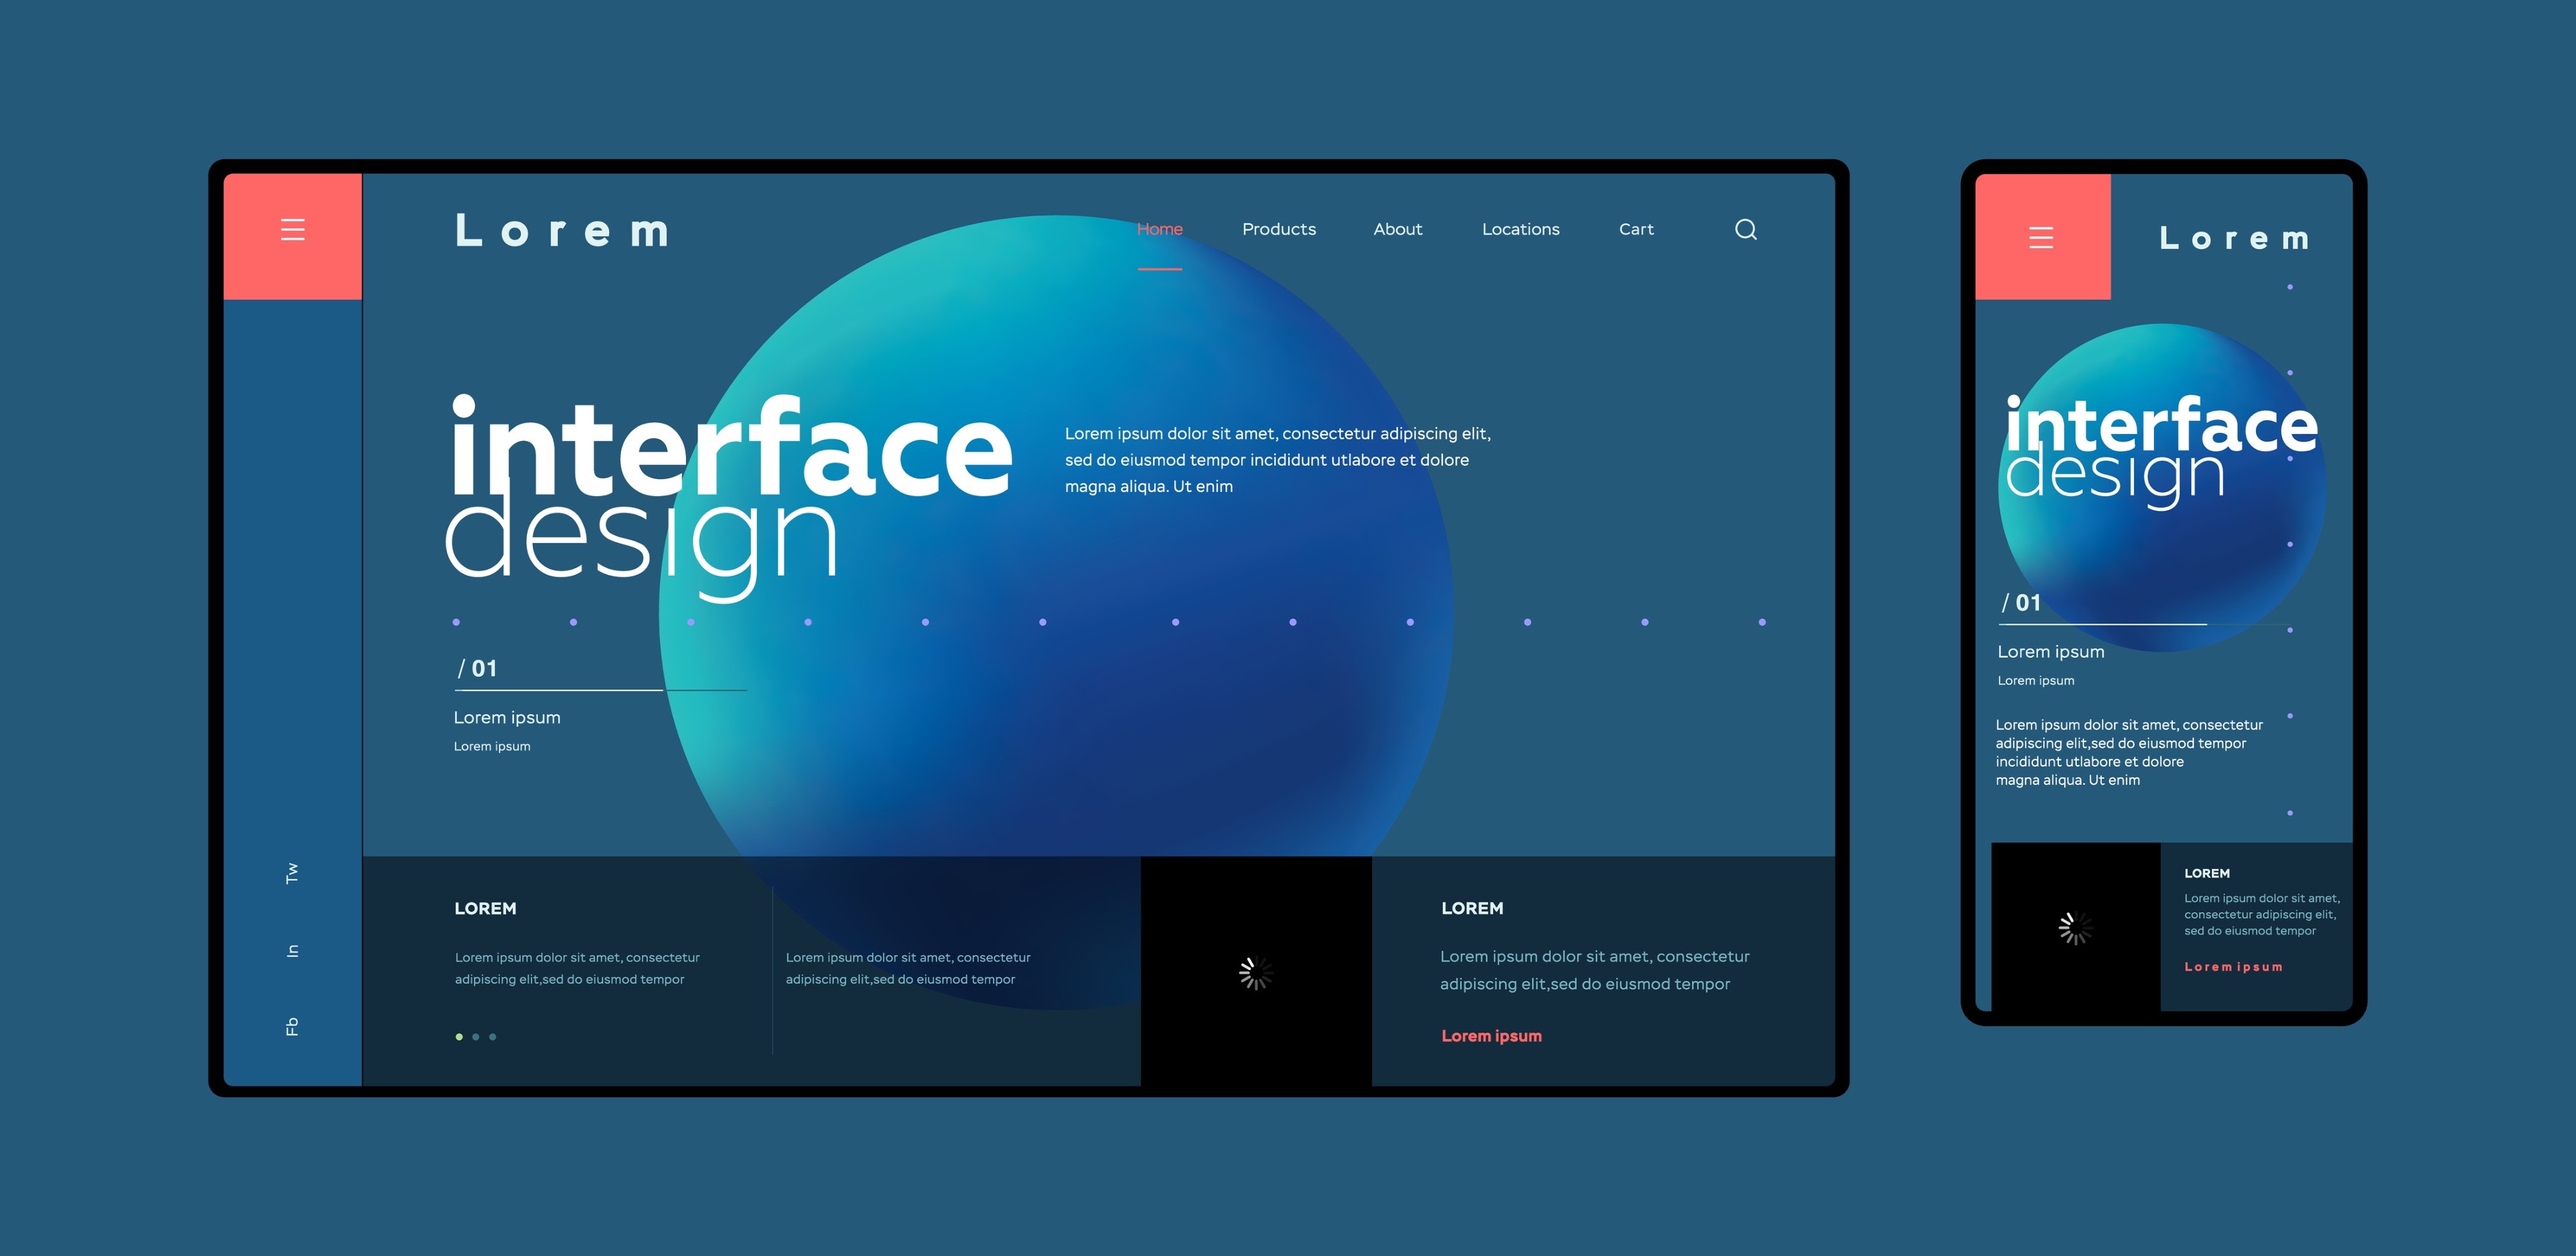 Lorem
Home Products About Locations Cart
interface
design
Lorem ipsum dolor sit amet, consectetur adipiscing elit,
sed do eiusmod tempor incididunt utlabore et dolore
magna aliqua. Ut enim
/ 01
Lorem ipsum
Lorem ipsum
Tw
In
Fb
LOREM
Lorem ipsum dolor sit amet, consectetur
adipiscing elit,sed do eiusmod tempor
Lorem ipsum dolor sit amet, consectetur
adipiscing elit,sed do eiusmod tempor
LOREM
Lorem ipsum dolor sit amet, consectetur
adipiscing elit,sed do eiusmod tempor
Lorem ipsum
Lorem
interface
design
/ 01
Lorem ipsum
Lorem ipsum
Lorem ipsum dolor sit amet, consectetur
adipiscing elit,sed do eiusmod tempor
incididunt utlabore et dolore
magna aliqua. Ut enim
LOREM
Lorem ipsum dolor sit amet,
consectetur adipiscing elit,
sed do eiusmod tempor
Lorem ipsum